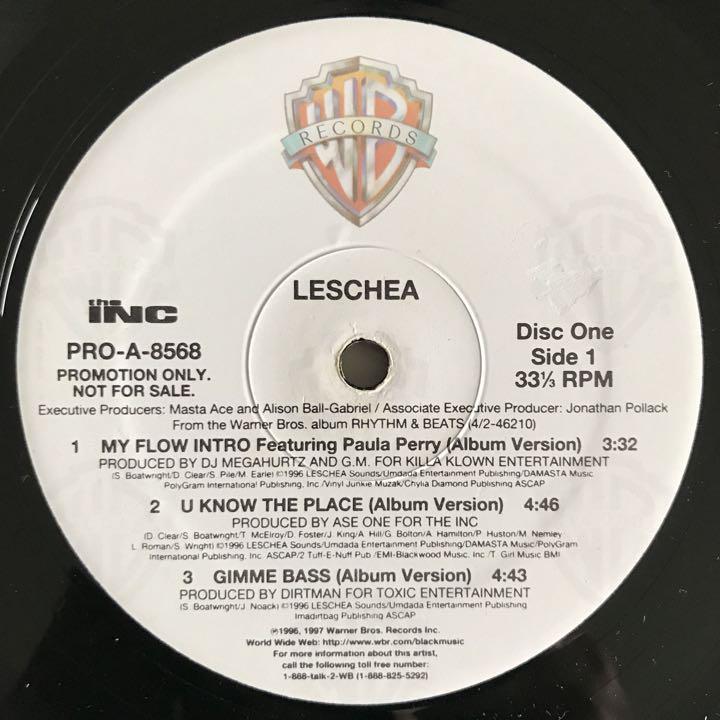 WB
RECORDS
LESCHEA
the INC
PRO-A-8568
PROMOTION ONLY.
NOT FOR SALE.
Disc One
Side 1
33⅓ RPM
Executive Producers: Masta Ace and Alison Ball-Gabriel / Associate Executive Producer: Jonathan Pollack
From the Warner Bros. album RHYTHM & BEATS (4/2-46210)
1 MY FLOW INTRO Featuring Paula Perry (Album Version) 3:32
PRODUCED BY DJ MEGAHURTZ AND G.M. FOR KILLA KLOWN ENTERTAINMENT
(S. Boatwright/D. Clear/S. Pile/M. Earle) ©1996 LESCHEA Sounds/Umdada Entertainment Publishing/DAMASTA Music
PolyGram International Publishing, Inc./Vinyl Junkie Muzak/Chylia Diamond Publishing ASCAP
2 U KNOW THE PLACE (Album Version) 4:46
PRODUCED BY ASE ONE FOR THE INC
(D. Clear/S. Boatwright/T. McElroy/D. Foster/J. King/A. Hill/G. Bolton/A. Hamilton/P. Huston/M. Nemley
L. Roman/S. Wright) ©1996 LESCHEA Sounds/Umdada Entertainment Publishing/DAMASTA Music/PolyGram
International Publishing, Inc. ASCAP/2 Tuff-E-Nuff Pub./EMI-Blackwood Music, Inc./T. Girl Music BMI
3 GIMME BASS (Album Version) 4:43
PRODUCED BY DIRTMAN FOR TOXIC ENTERTAINMENT
(S. Boatwright/J. Noack) ©1996 LESCHEA Sounds/Umdada Entertainment Publishing
Imadirtbag Publishing ASCAP
℗1996, 1997 Warner Bros. Records Inc.
World Wide Web: http://www.wbr.com/blackmusic
For more information about this artist,
call the following toll free number:
1-888-talk-2-WB (1-888-825-5292)